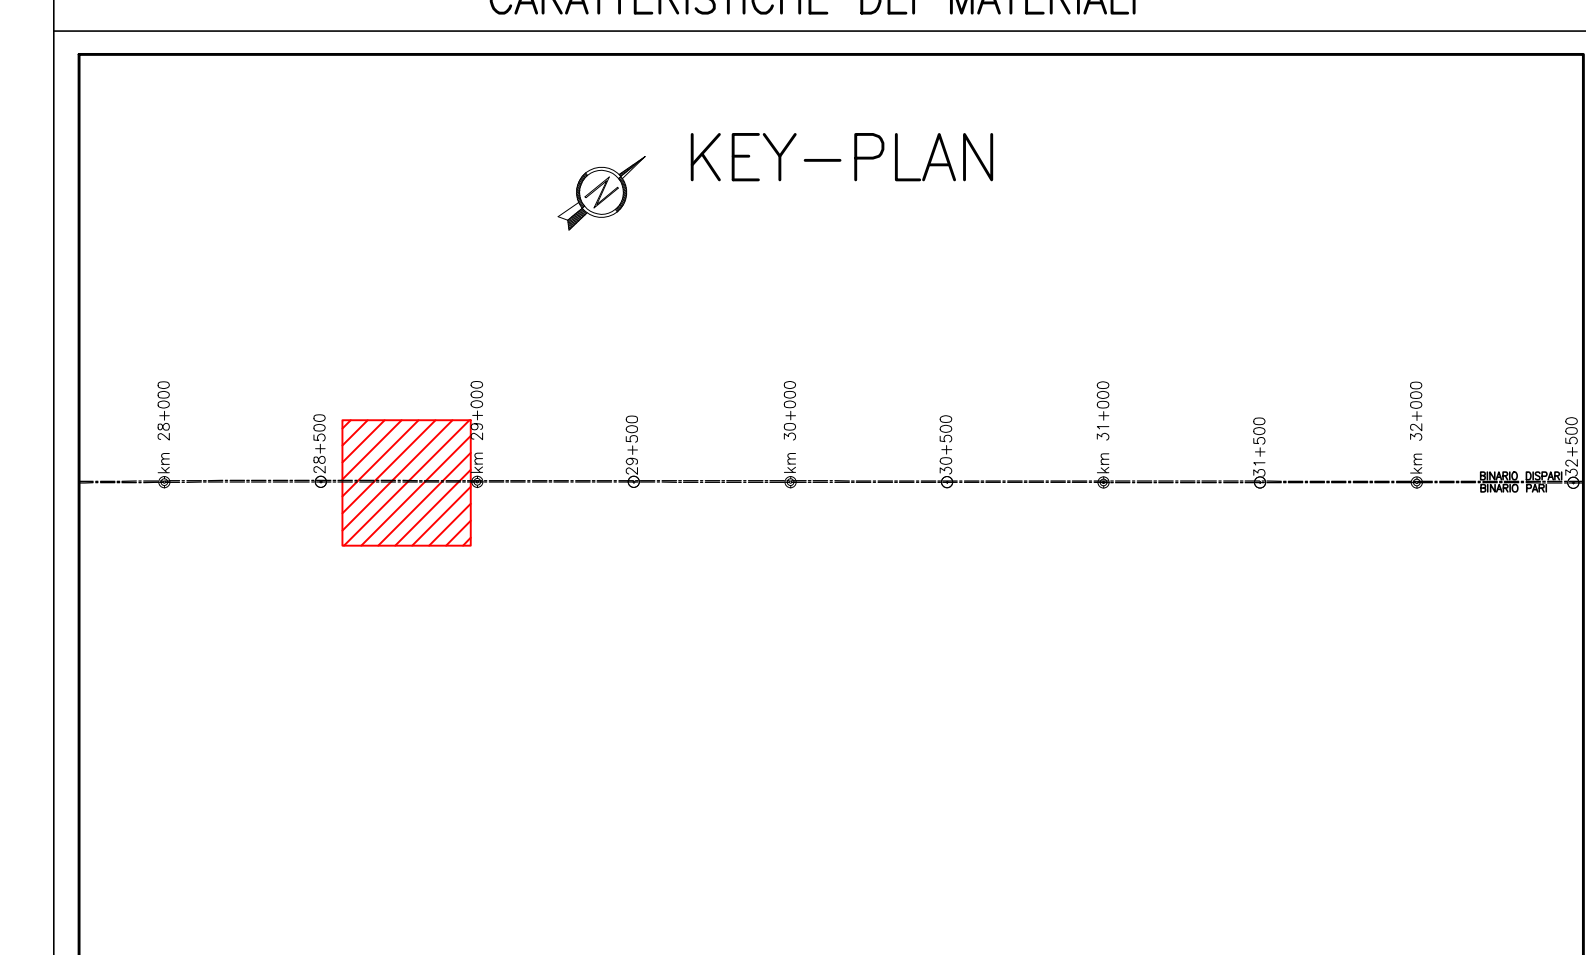 CARATTERISTICHE DEI MATERIALI
KEY-PLAN
N
km 28+000
28+500
km 29+000
29+500
km 30+000
30+500
km 31+000
31+500
km 32+000
32+500
BINARIO DISPARI
BINARIO PARI